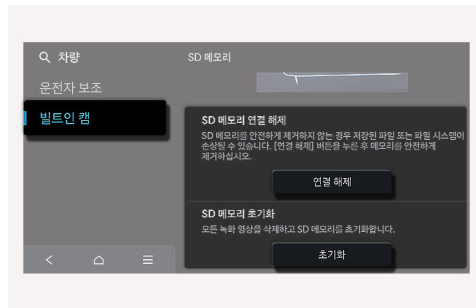 차량
SD 메모리
운전자 보조
빌트인 캠
SD 메모리 연결 해제
SD 메모리를 안전하게 제거하지 않는 경우 저장된 파일 또는 파일 시스템이
손상될 수 있습니다. [연결 해제] 버튼을 누른 후 메모리를 안전하게
제거하십시오.
연결 해제
SD 메모리 초기화
모든 녹화 영상을 삭제하고 SD 메모리를 초기화합니다.
초기화